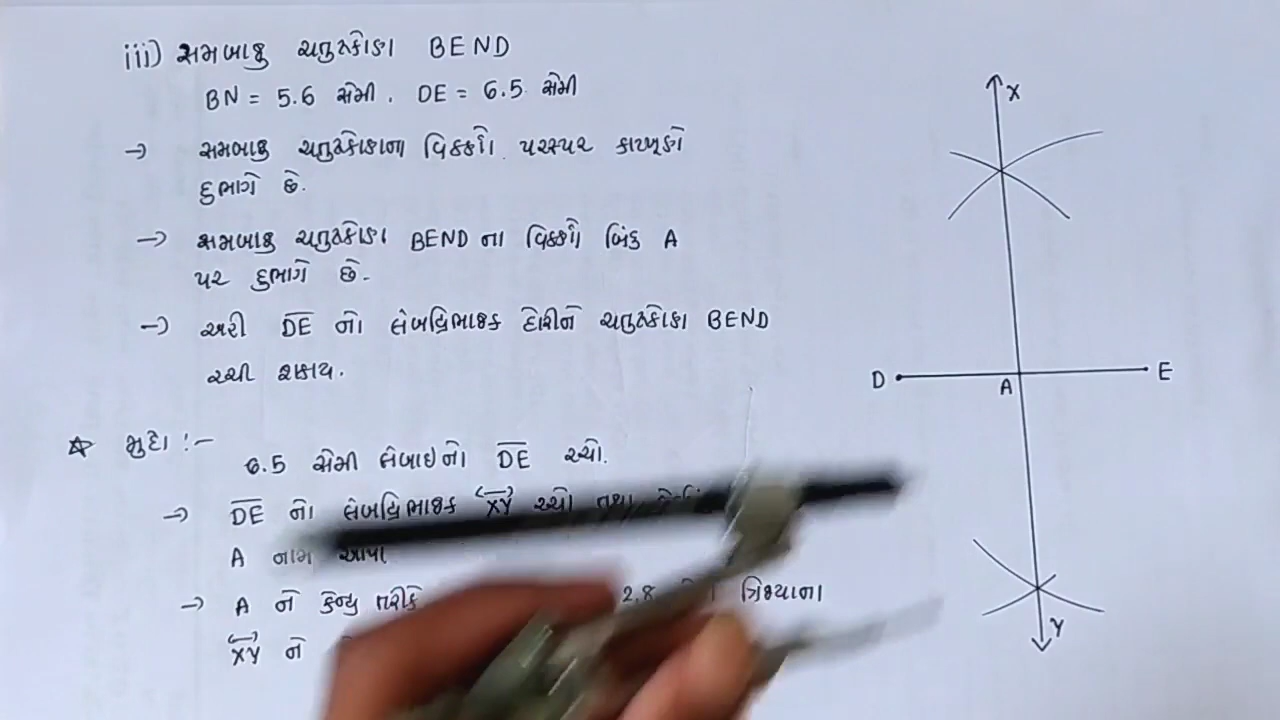 iii) સમબાજુ ચતુષ્કોણ BEND
BN = 5.6 સેમી. DE = 6.5 સેમી
→ સમબાજુ ચતુષ્કોણના વિકર્ણો પરસ્પર કાટખૂણે
દુભાગે છે.
→ સમબાજુ ચતુષ્કોણ BEND ના વિકર્ણો બિંદુ A
પર દુભાગે છે.
→ અહી DE નો લંબદ્વિભાજક દોરીને ચતુષ્કોણ BEND
રચી શકાય.
☆ મુદ્દા :-
6.5 સેમી લંબાઇનો DE રચો.
→ DE નો લંબદ્વિભાજક XY રચો તથા
A નામ આપો
→ A ને કેન્દ્ર તરીકે 2.8 ત્રિજ્યાના
XY ને
X
D
A
E
Y